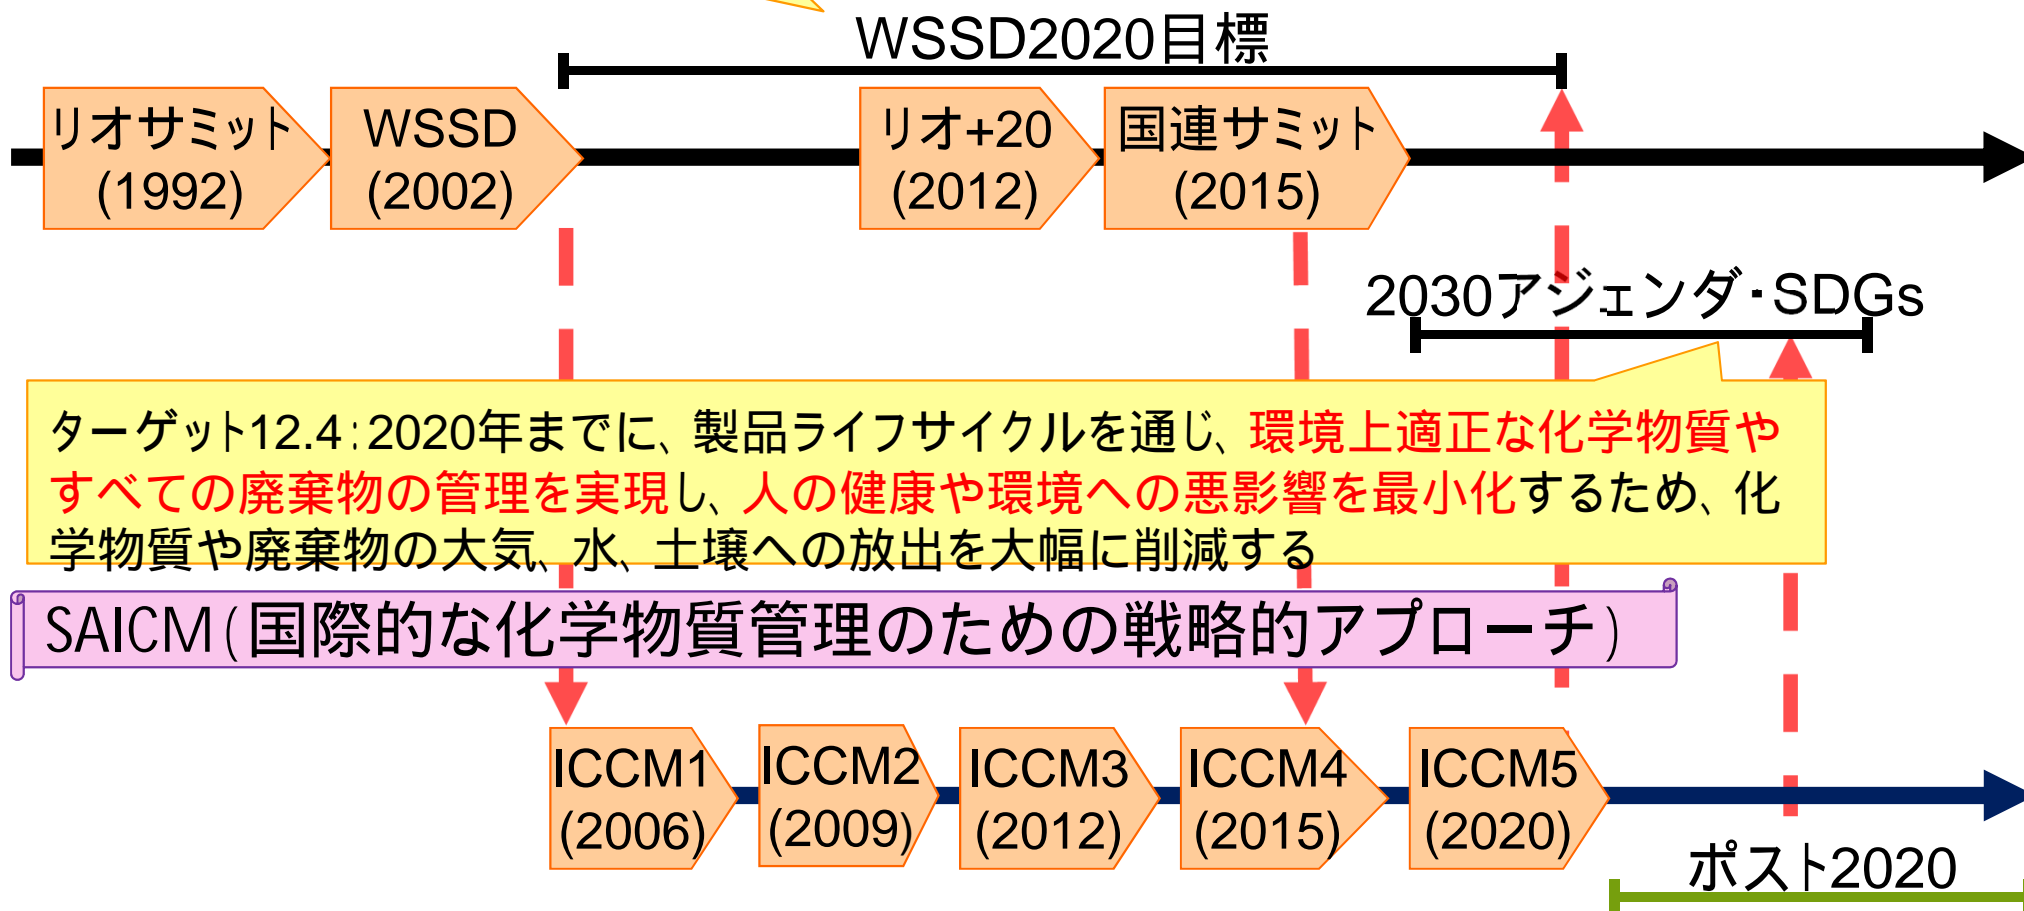 WSSD2020目標
リオサミット
(1992)
WSSD
(2002)
リオ+20
(2012)
国連サミット
(2015)
2030アジェンダ・SDGs
ターゲット12.4:2020年までに、製品ライフサイクルを通じ、環境上適正な化学物質や
すべての廃棄物の管理を実現し、人の健康や環境への悪影響を最小化するため、化
学物質や廃棄物の大気、水、土壌への放出を大幅に削減する
SAICM(国際的な化学物質管理のための戦略的アプローチ)
ICCM1
(2006)
ICCM2
(2009)
ICCM3
(2012)
ICCM4
(2015)
ICCM5
(2020)
ポスト2020